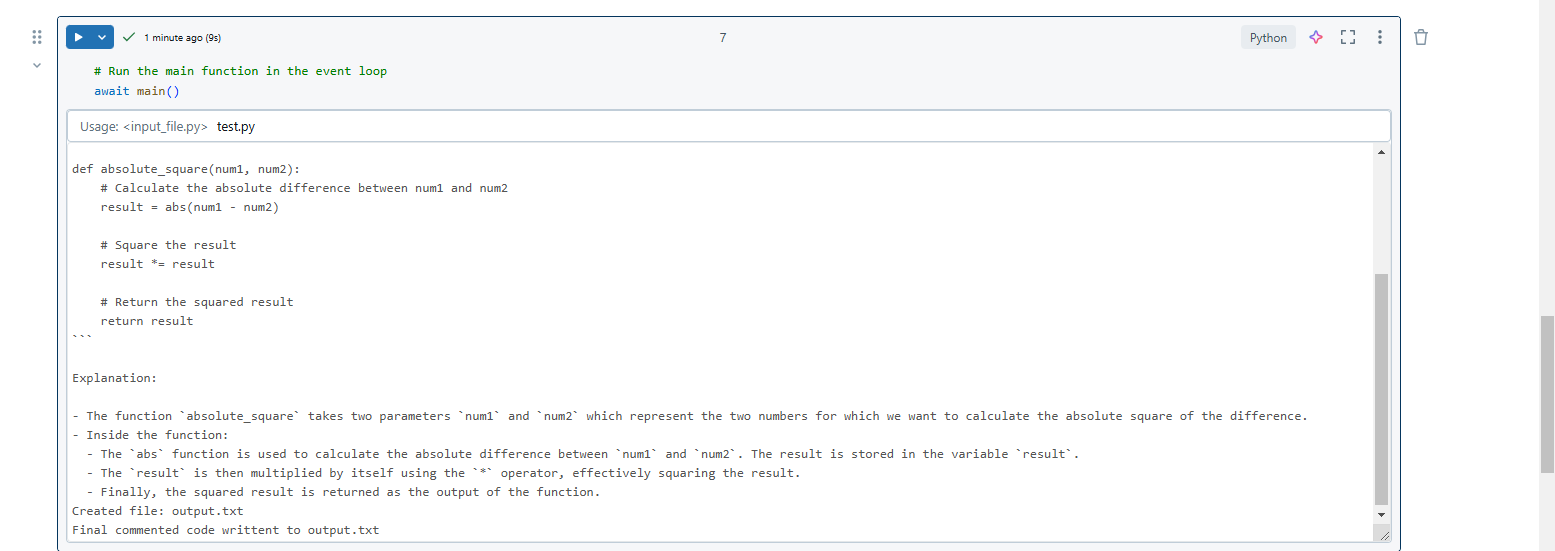 1 minute ago (9s)
7
Python
# Run the main function in the event loop
await main()
Usage: <input_file.py> test.py
def absolute_square(num1, num2):
    # Calculate the absolute difference between num1 and num2
    result = abs(num1 - num2)
    # Square the result
    result *= result
    # Return the squared result
    return result
```
Explanation:
- The function `absolute_square` takes two parameters `num1` and `num2` which represent the two numbers for which we want to calculate the absolute square of the difference.
- Inside the function:
  - The `abs` function is used to calculate the absolute difference between `num1` and `num2`. The result is stored in the variable `result`.
  - The `result` is then multiplied by itself using the `*` operator, effectively squaring the result.
  - Finally, the squared result is returned as the output of the function.
Created file: output.txt
Final commented code writtent to output.txt